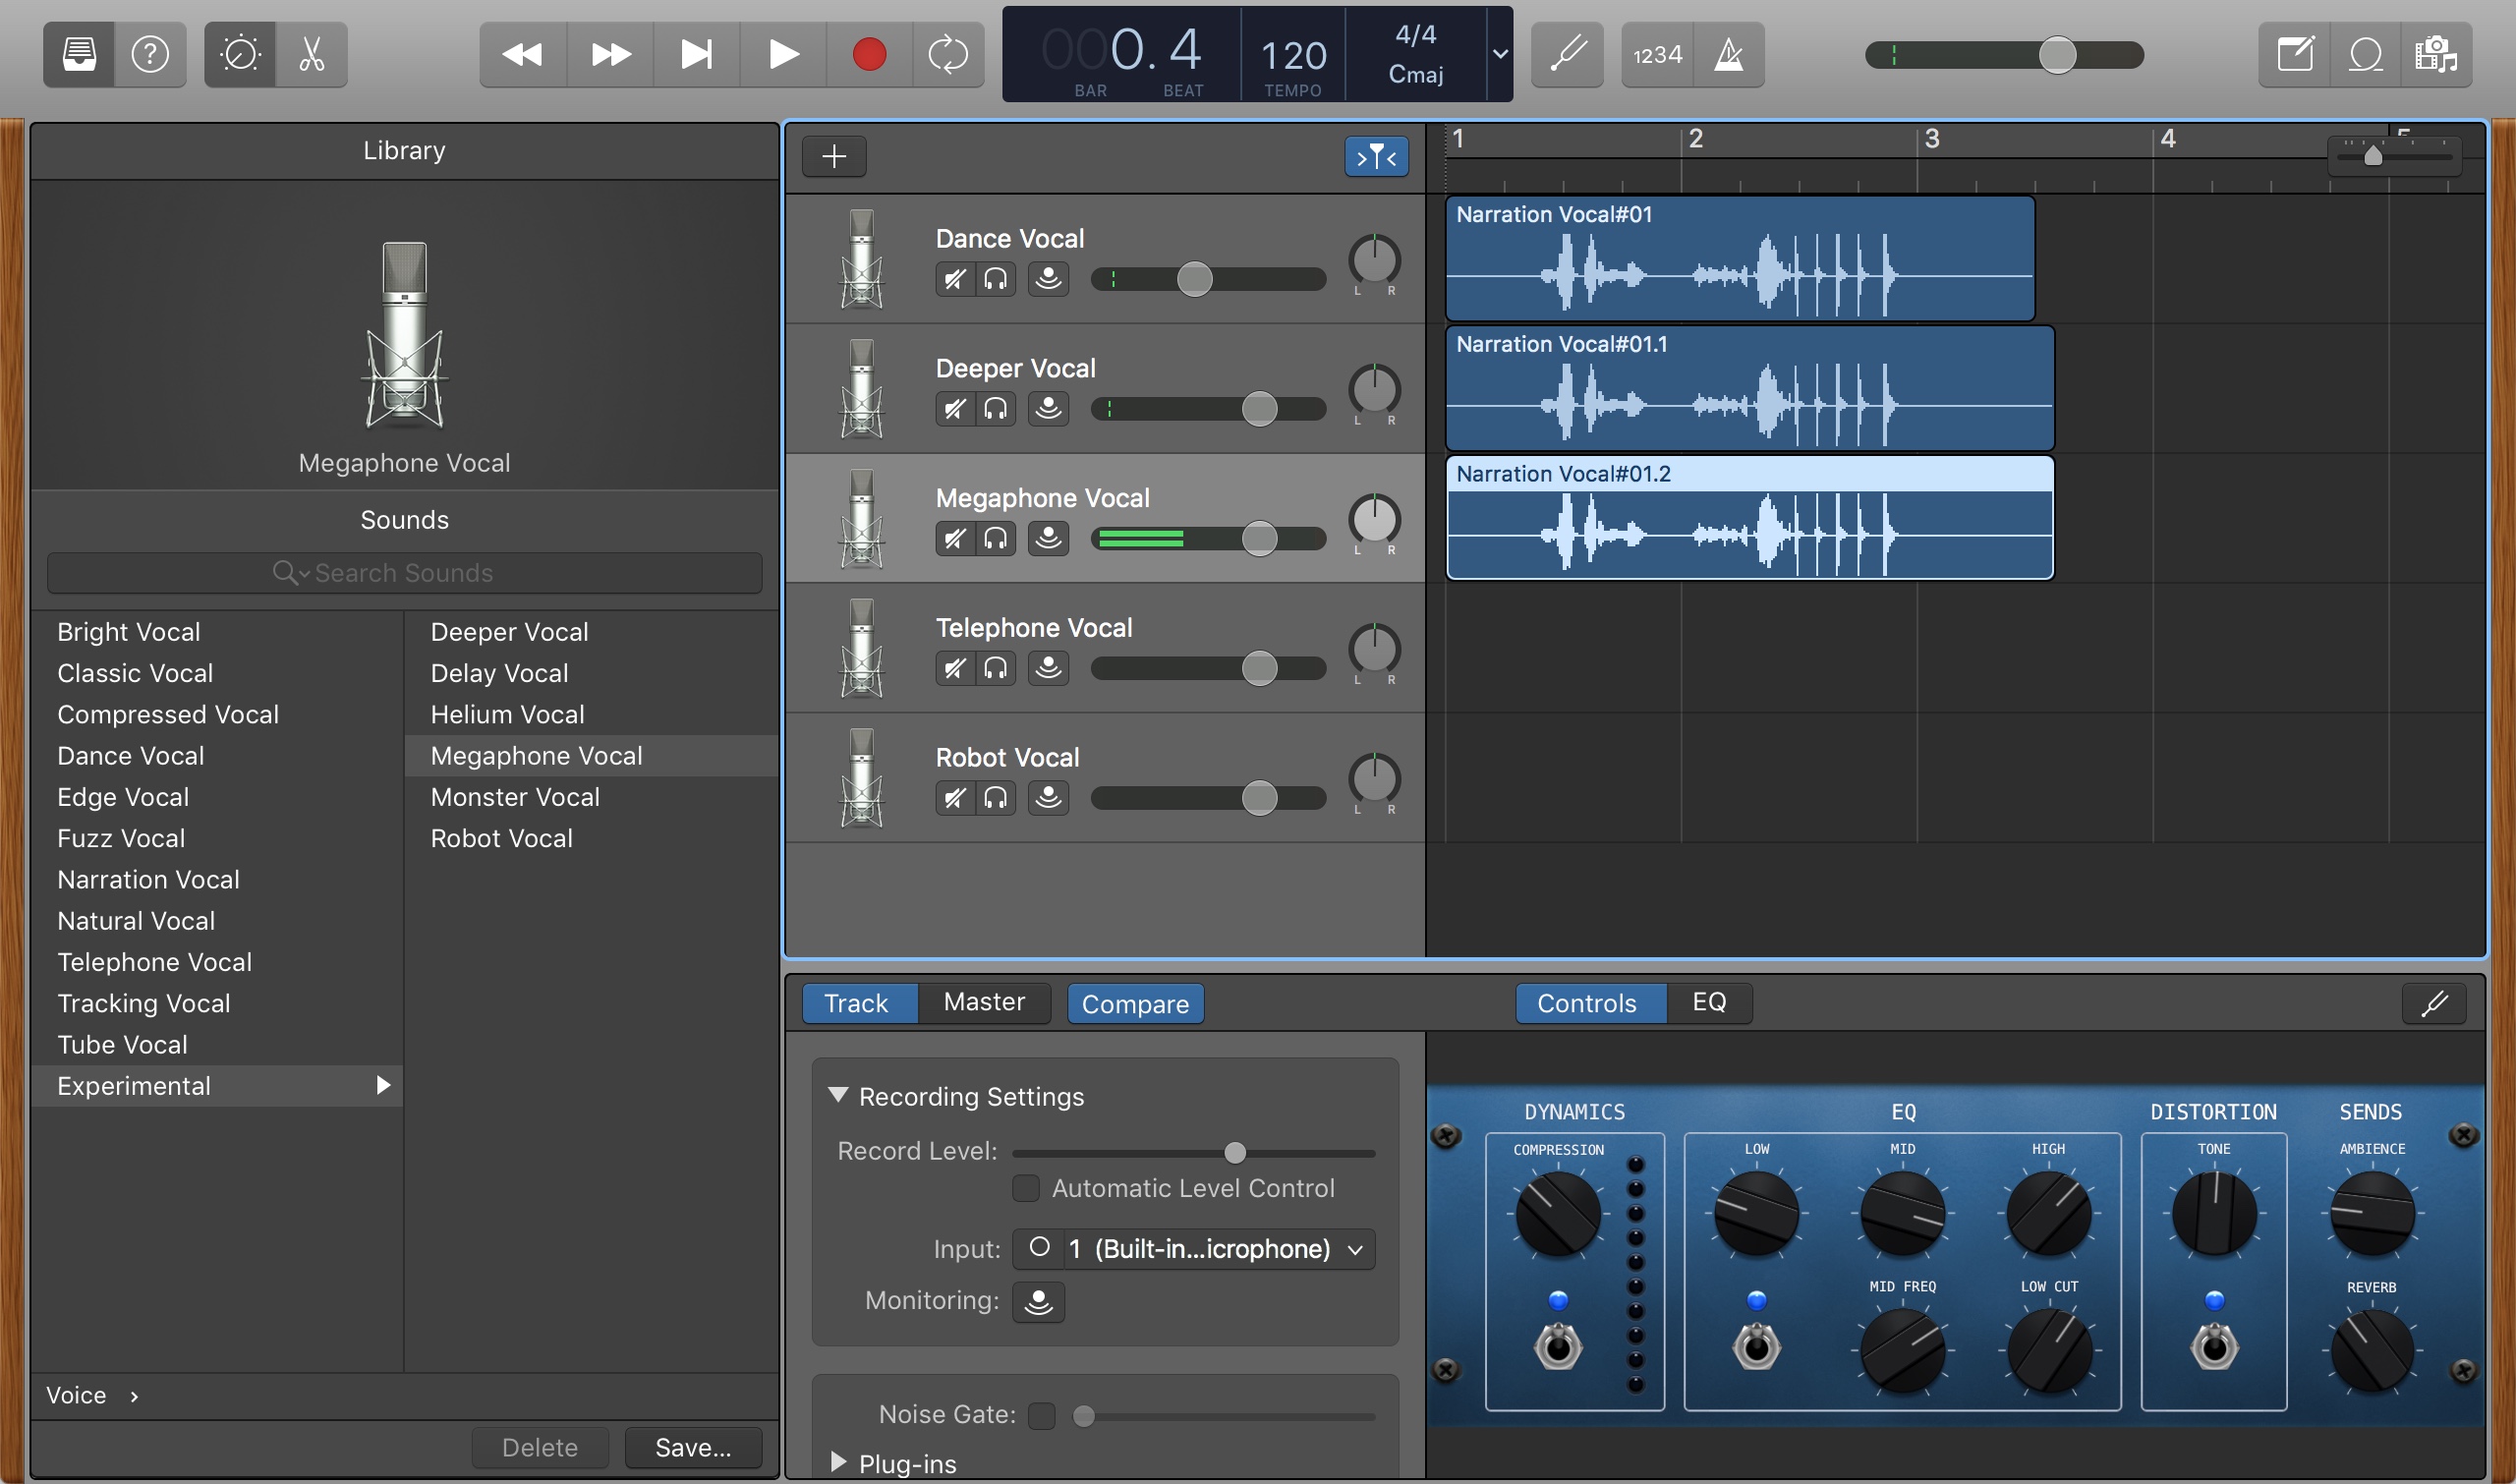 000.4
BAR BEAT
120
TEMPO
4/4
Cmaj
1234
Library
Megaphone Vocal
Sounds
Search Sounds
Bright Vocal
Classic Vocal
Compressed Vocal
Dance Vocal
Edge Vocal
Fuzz Vocal
Narration Vocal
Natural Vocal
Telephone Vocal
Tracking Vocal
Tube Vocal
Experimental
Deeper Vocal
Delay Vocal
Helium Vocal
Megaphone Vocal
Monster Vocal
Robot Vocal
Voice
Delete
Save...
1 2 3 4 5
Dance Vocal
L R
Narration Vocal#01
Deeper Vocal
L R
Narration Vocal#01.1
Megaphone Vocal
L R
Narration Vocal#01.2
Telephone Vocal
L R
Robot Vocal
L R
Track Master Compare
Controls EQ
Recording Settings
Record Level:
Automatic Level Control
Input: 1 (Built-in...icrophone)
Monitoring:
Noise Gate:
Plug-ins
DYNAMICS
COMPRESSION
EQ
LOW MID HIGH
MID FREQ LOW CUT
DISTORTION
TONE
SENDS
AMBIENCE
REVERB